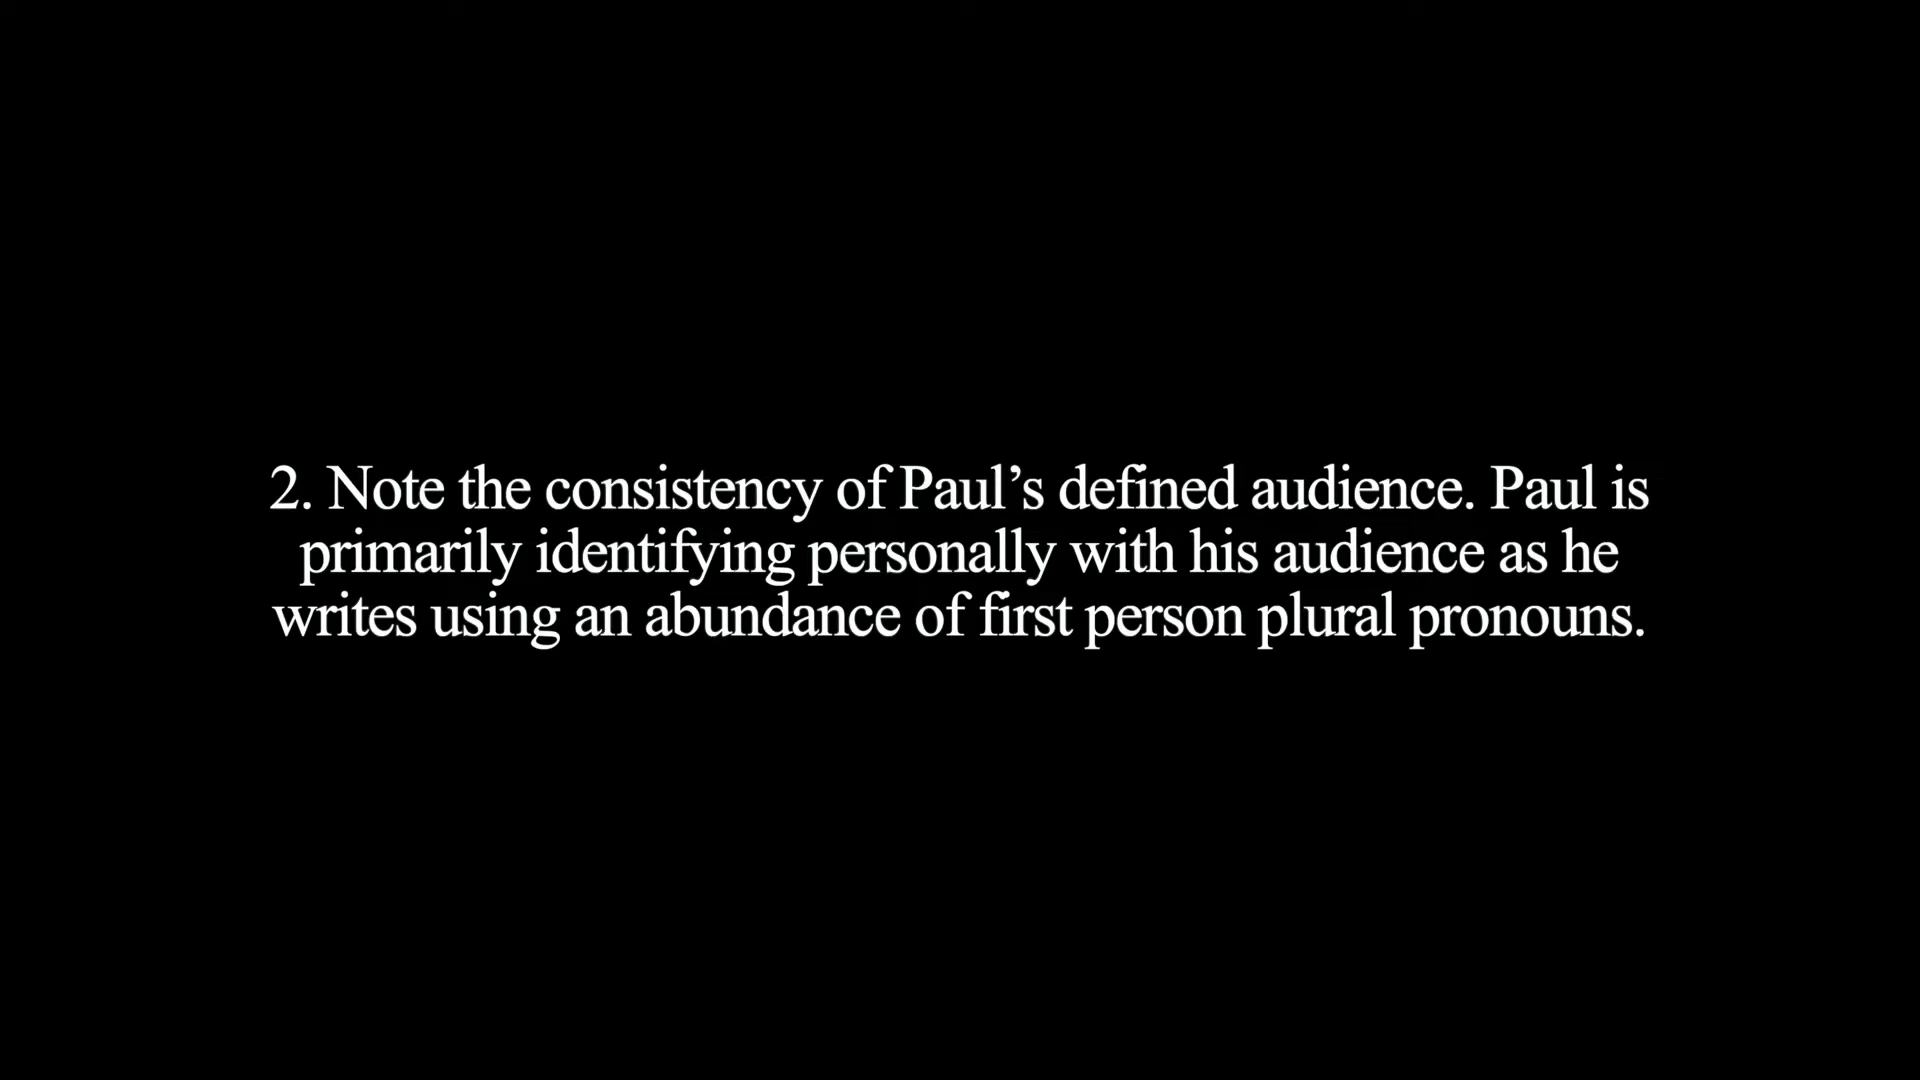 2. Note the consistency of Paul’s defined audience. Paul is
primarily identifying personally with his audience as he
writes using an abundance of first person plural pronouns.